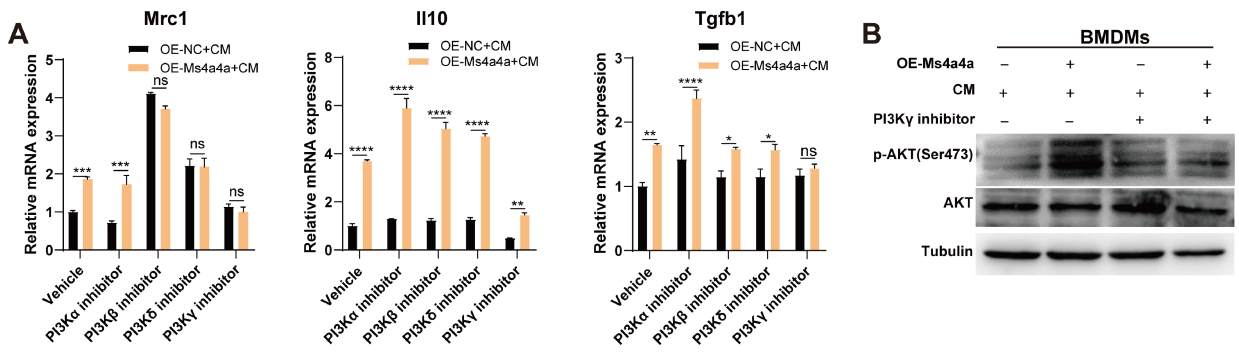 A
Mrc1
OE-NC+CM
OE-Ms4a4a+CM
Relative mRNA expression
5
4
3
2
1
0
***
***
ns
ns
ns
Vehicle
PI3Kα inhibitor
PI3Kβ inhibitor
PI3Kδ inhibitor
PI3Kγ inhibitor
Il10
OE-NC+CM
OE-Ms4a4a+CM
Relative mRNA expression
8
6
4
2
0
****
****
****
****
**
Vehicle
PI3Kα inhibitor
PI3Kβ inhibitor
PI3Kδ inhibitor
PI3Kγ inhibitor
Tgfb1
OE-NC+CM
OE-Ms4a4a+CM
Relative mRNA expression
3
2
1
0
**
****
*
*
ns
Vehicle
PI3Kα inhibitor
PI3Kβ inhibitor
PI3Kδ inhibitor
PI3Kγ inhibitor
B
BMDMs
OE-Ms4a4a – + – +
CM + + + +
PI3Kγ inhibitor – – + +
p-AKT(Ser473)
AKT
Tubulin